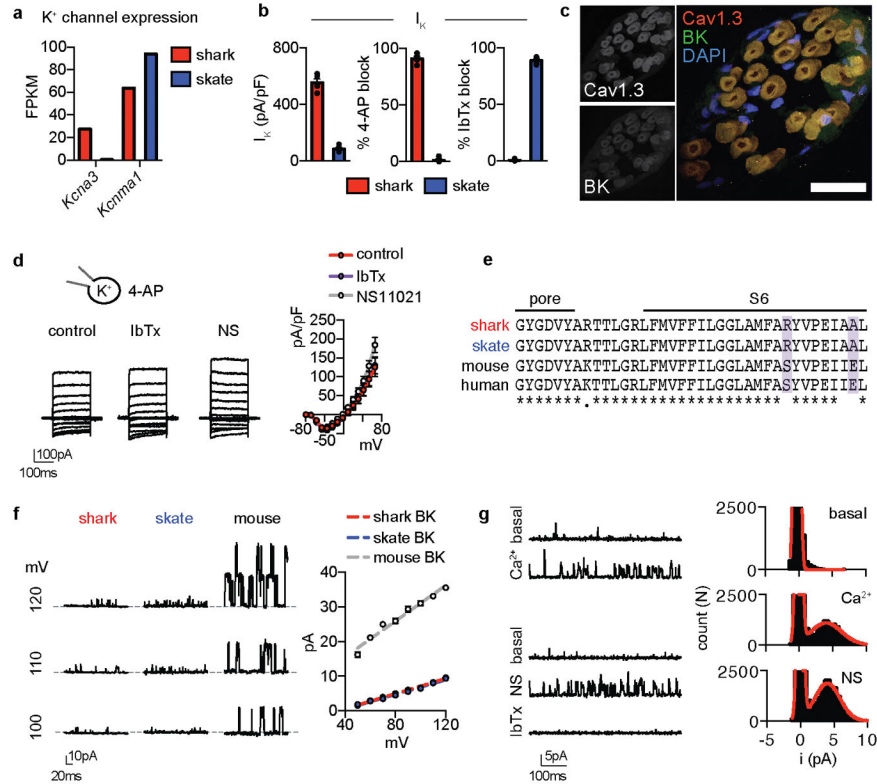 a
K⁺ channel expression
FPKM
100
80
60
40
20
0
Kcna3
Kcnma1
shark
skate
b
I_K
I_K (pA/pF)
800
400
0
% 4-AP block
100
50
0
% IbTx block
100
50
0
shark
skate
c
Cav1.3
BK
Cav1.3
BK
DAPI
d
K⁺
4-AP
control
IbTx
NS
100pA
100ms
control
IbTx
NS11021
pA/pF
200
150
100
50
-50
-80
80
mV
e
pore
S6
shark
GYGDVYARTTLGRLFMVFFILGGLAMFARYVPEIAAL
skate
GYGDVYARTTLGRLFMVFFILGGLAMFARYVPEIAAL
mouse
GYGDVYAKTTLGRLFMVFFILGGLAMFASYVPEIIEL
human
GYGDVYAKTTLGRLFMVFFILGGLAMFASYVPEIIEL
*******.******************** ***** *
f
shark
skate
mouse
mV
120
110
100
10pA
20ms
shark BK
skate BK
mouse BK
pA
40
30
20
10
0
40
80
120
mV
g
basal
Ca²⁺
basal
NS
IbTx
5pA
100ms
count (N)
2500
0
basal
2500
0
Ca²⁺
2500
0
NS
-5
0
5
10
i (pA)